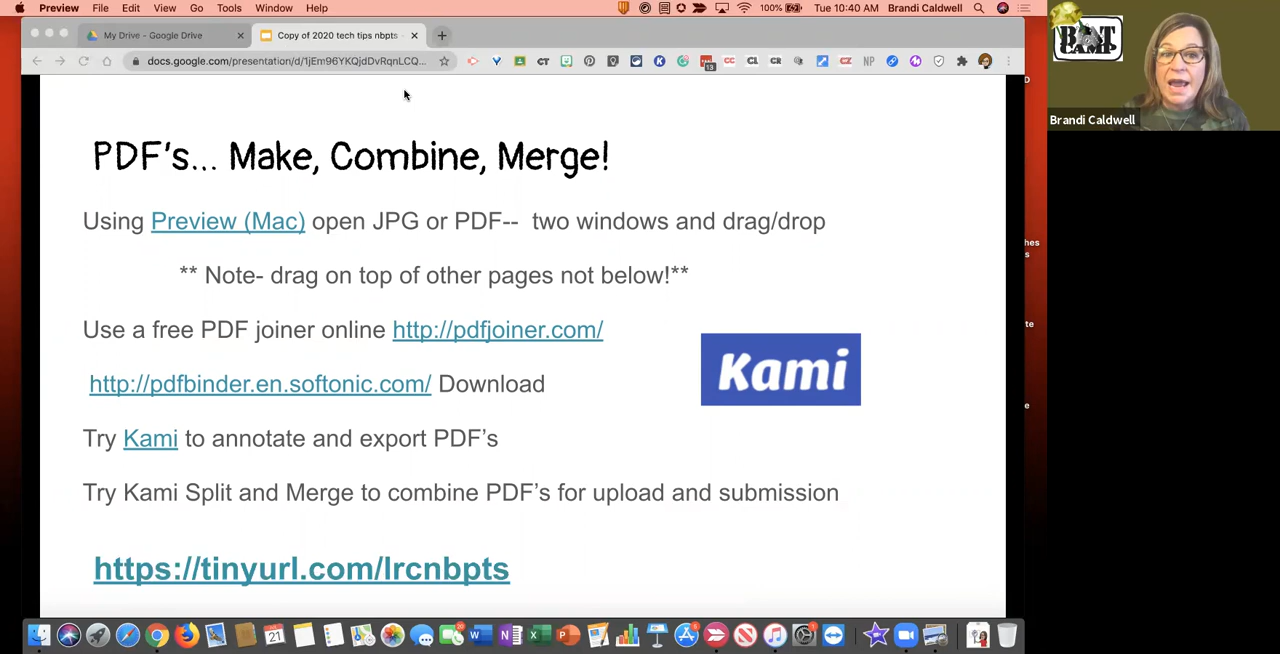 Preview File Edit View Go Tools Window Help 100% Tue 10:40 AM Brandi Caldwell
My Drive - Google Drive Copy of 2020 tech tips nbpts -
docs.google.com/presentation/d/1jEm96YKQjdDvRqnLCQ...
BOOT CAMP
Brandi Caldwell
PDF's... Make, Combine, Merge!
Using Preview (Mac) open JPG or PDF-- two windows and drag/drop
** Note- drag on top of other pages not below!**
Use a free PDF joiner online http://pdfjoiner.com/
Kami
http://pdfbinder.en.softonic.com/ Download
Try Kami to annotate and export PDF's
Try Kami Split and Merge to combine PDF's for upload and submission
https://tinyurl.com/lrcnbpts